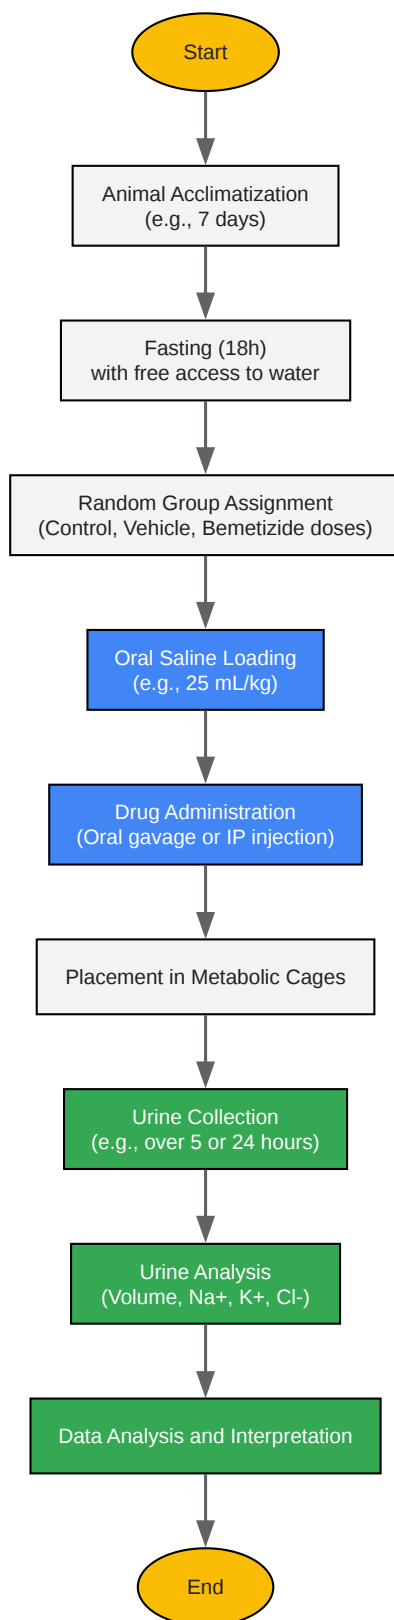 Start
Animal Acclimatization
(e.g., 7 days)
Fasting (18h)
with free access to water
Random Group Assignment
(Control, Vehicle, Bemetizide doses)
Oral Saline Loading
(e.g., 25 mL/kg)
Drug Administration
(Oral gavage or IP injection)
Placement in Metabolic Cages
Urine Collection
(e.g., over 5 or 24 hours)
Urine Analysis
(Volume, Na+, K+, Cl-)
Data Analysis and Interpretation
End